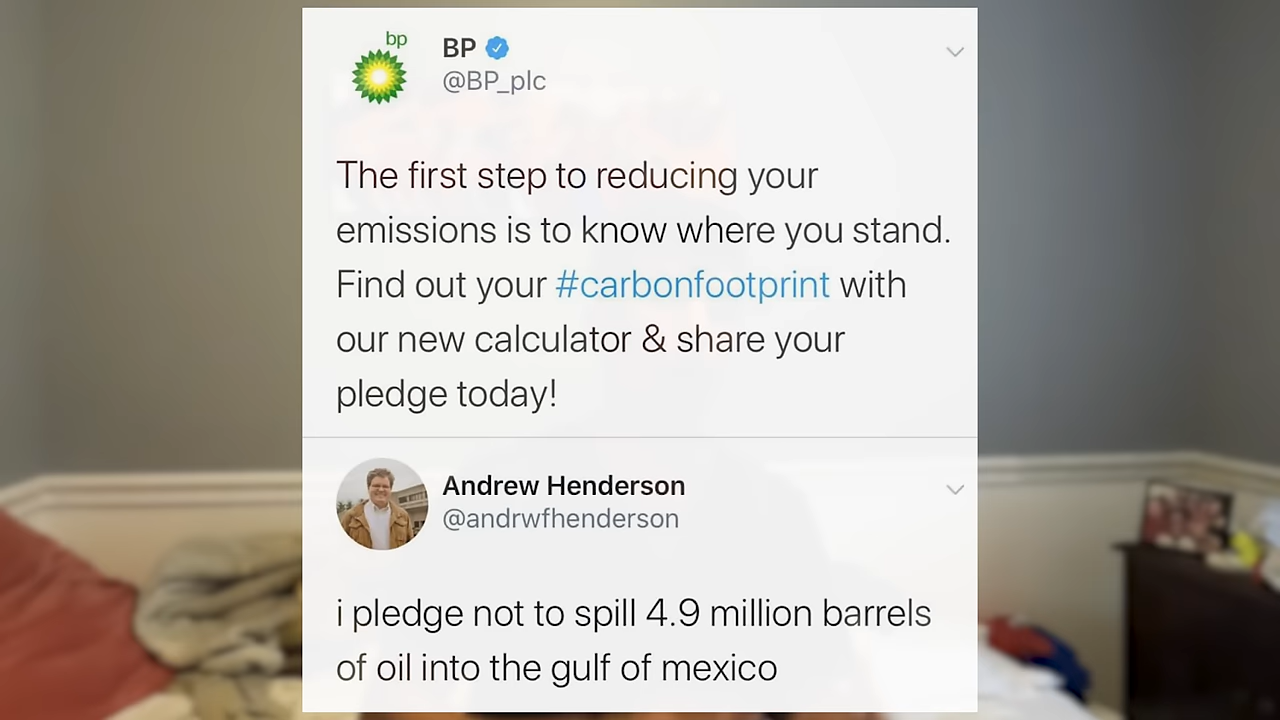 bp
BP
@BP_plc
The first step to reducing your
emissions is to know where you stand.
Find out your #carbonfootprint with
our new calculator & share your
pledge today!
Andrew Henderson
@andrwfhenderson
i pledge not to spill 4.9 million barrels
of oil into the gulf of mexico